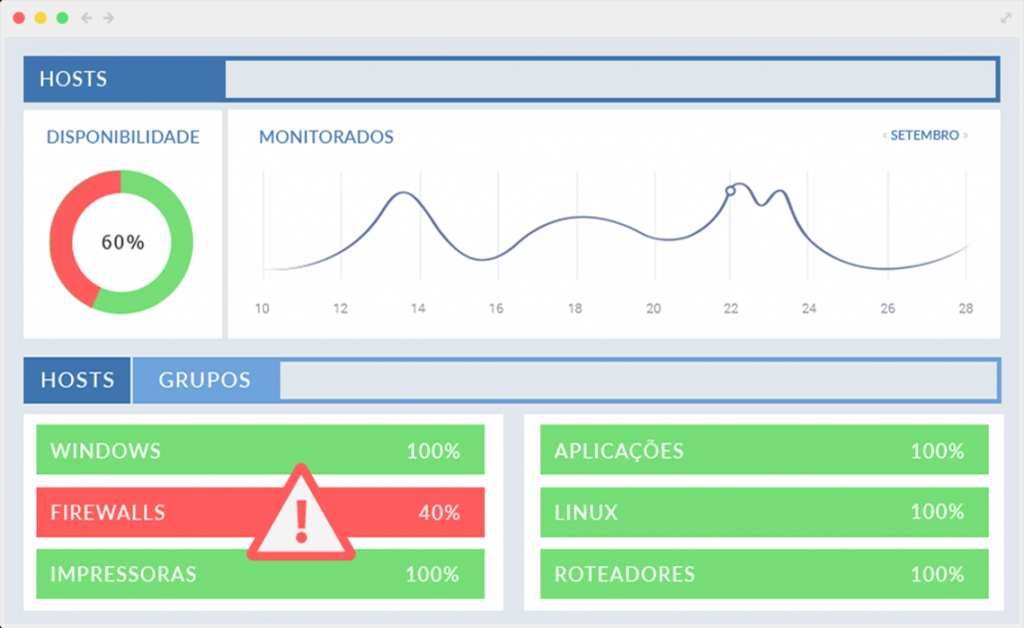 HOSTS
DISPONIBILIDADE
60%
MONITORADOS
‹ SETEMBRO ›
10 12 14 16 18 20 22 24 26 28
HOSTS GRUPOS
WINDOWS 100%
FIREWALLS 40%
!
IMPRESSORAS 100%
APLICAÇÕES 100%
LINUX 100%
ROTEADORES 100%